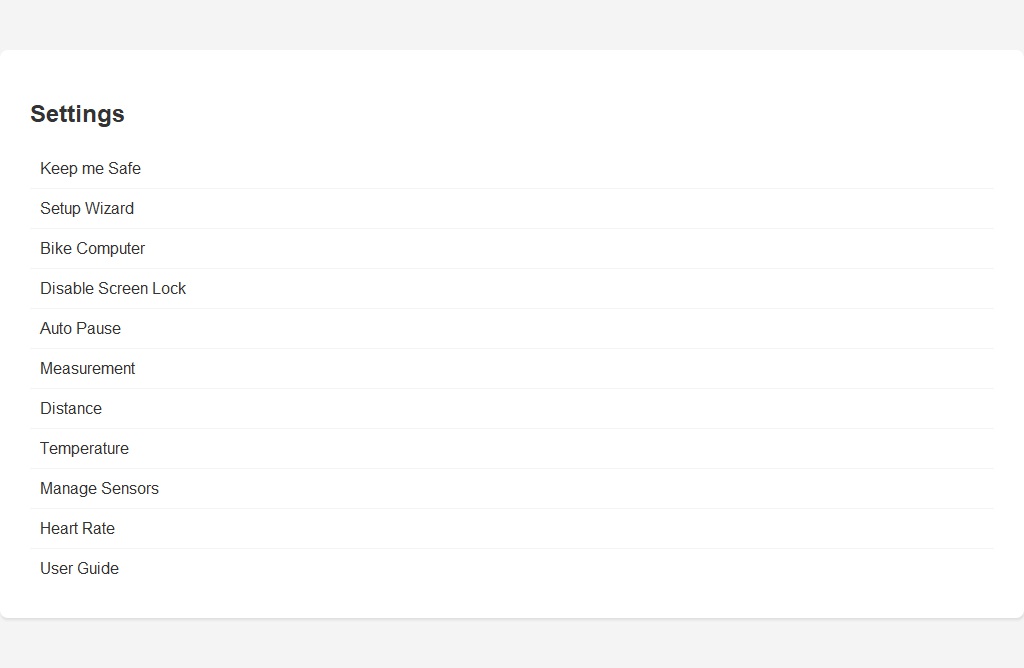 Settings
Keep me Safe
Setup Wizard
Bike Computer
Disable Screen Lock
Auto Pause
Measurement
Distance
Temperature
Manage Sensors
Heart Rate
User Guide